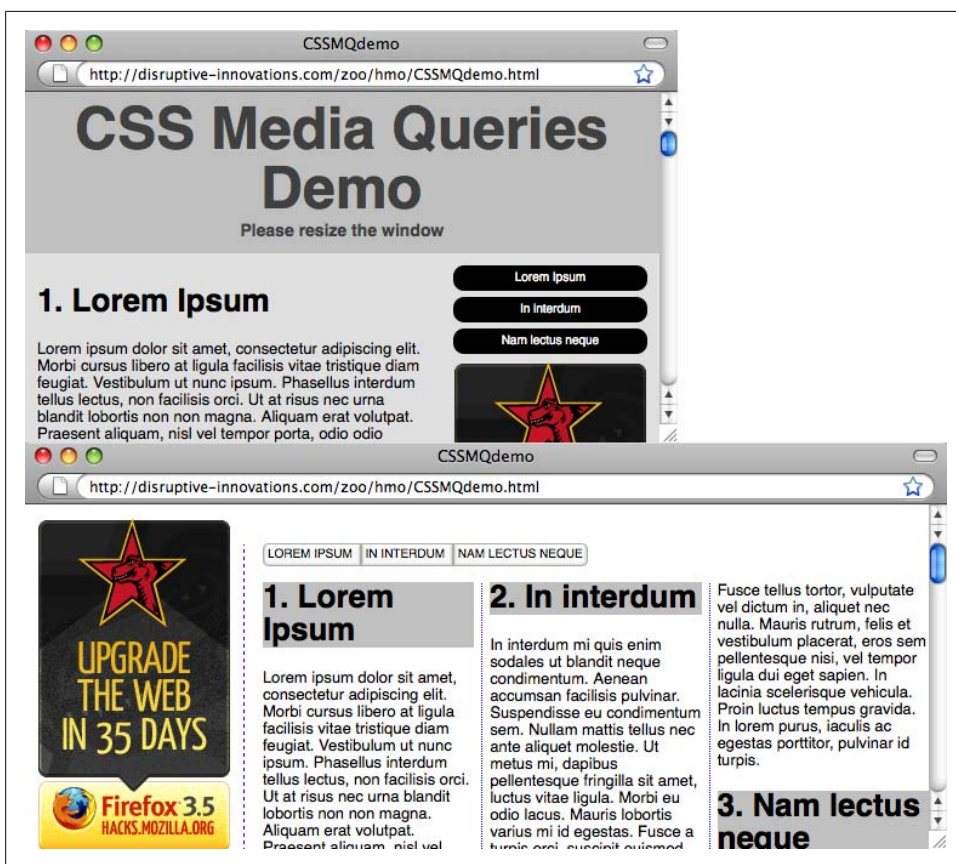 CSSMQdemo
http://disruptive-innovations.com/zoo/hmo/CSSMQdemo.html
CSS Media Queries
Demo
Please resize the window
1. Lorem Ipsum
Lorem ipsum dolor sit amet, consectetur adipiscing elit.
Morbi cursus libero at ligula facilisis vitae tristique diam
feugiat. Vestibulum ut nunc ipsum. Phasellus interdum
tellus lectus, non facilisis orci. Ut at risus nec urna
blandit lobortis non non magna. Aliquam erat volutpat.
Praesent aliquam, nisl vel tempor porta, odio odio
Lorem Ipsum
In interdum
Nam lectus neque
CSSMQdemo
http://disruptive-innovations.com/zoo/hmo/CSSMQdemo.html
UPGRADE
THE WEB
IN 35 DAYS
Firefox 3.5
HACKS.MOZILLA.ORG
LOREM IPSUM
IN INTERDUM
NAM LECTUS NEQUE
1. Lorem
Ipsum
Lorem ipsum dolor sit amet,
consectetur adipiscing elit.
Morbi cursus libero at ligula
facilisis vitae tristique diam
feugiat. Vestibulum ut nunc
ipsum. Phasellus interdum
tellus lectus, non facilisis orci.
Ut at risus nec urna blandit
lobortis non non magna.
Aliquam erat volutpat.
Praesent aliquam, nisl vel
2. In interdum
In interdum mi quis enim
sodales ut blandit neque
condimentum. Aenean
accumsan facilisis pulvinar.
Suspendisse eu condimentum
sem. Nullam mattis tellus nec
ante aliquet molestie. Ut
metus mi, dapibus
pellentesque fringilla sit amet,
luctus vitae ligula. Morbi eu
odio lacus. Mauris lobortis
varius mi id egestas. Fusce a
turpis orci, suscipit euismod
Fusce tellus tortor, vulputate
vel dictum in, aliquet nec
nulla. Mauris rutrum, felis et
vestibulum placerat, eros sem
pellentesque nisi, vel tempor
ligula dui eget sapien. In
lacinia scelerisque vehicula.
Proin luctus tempus gravida.
In lorem purus, iaculis ac
egestas porttitor, pulvinar id
turpis.
3. Nam lectus
neque